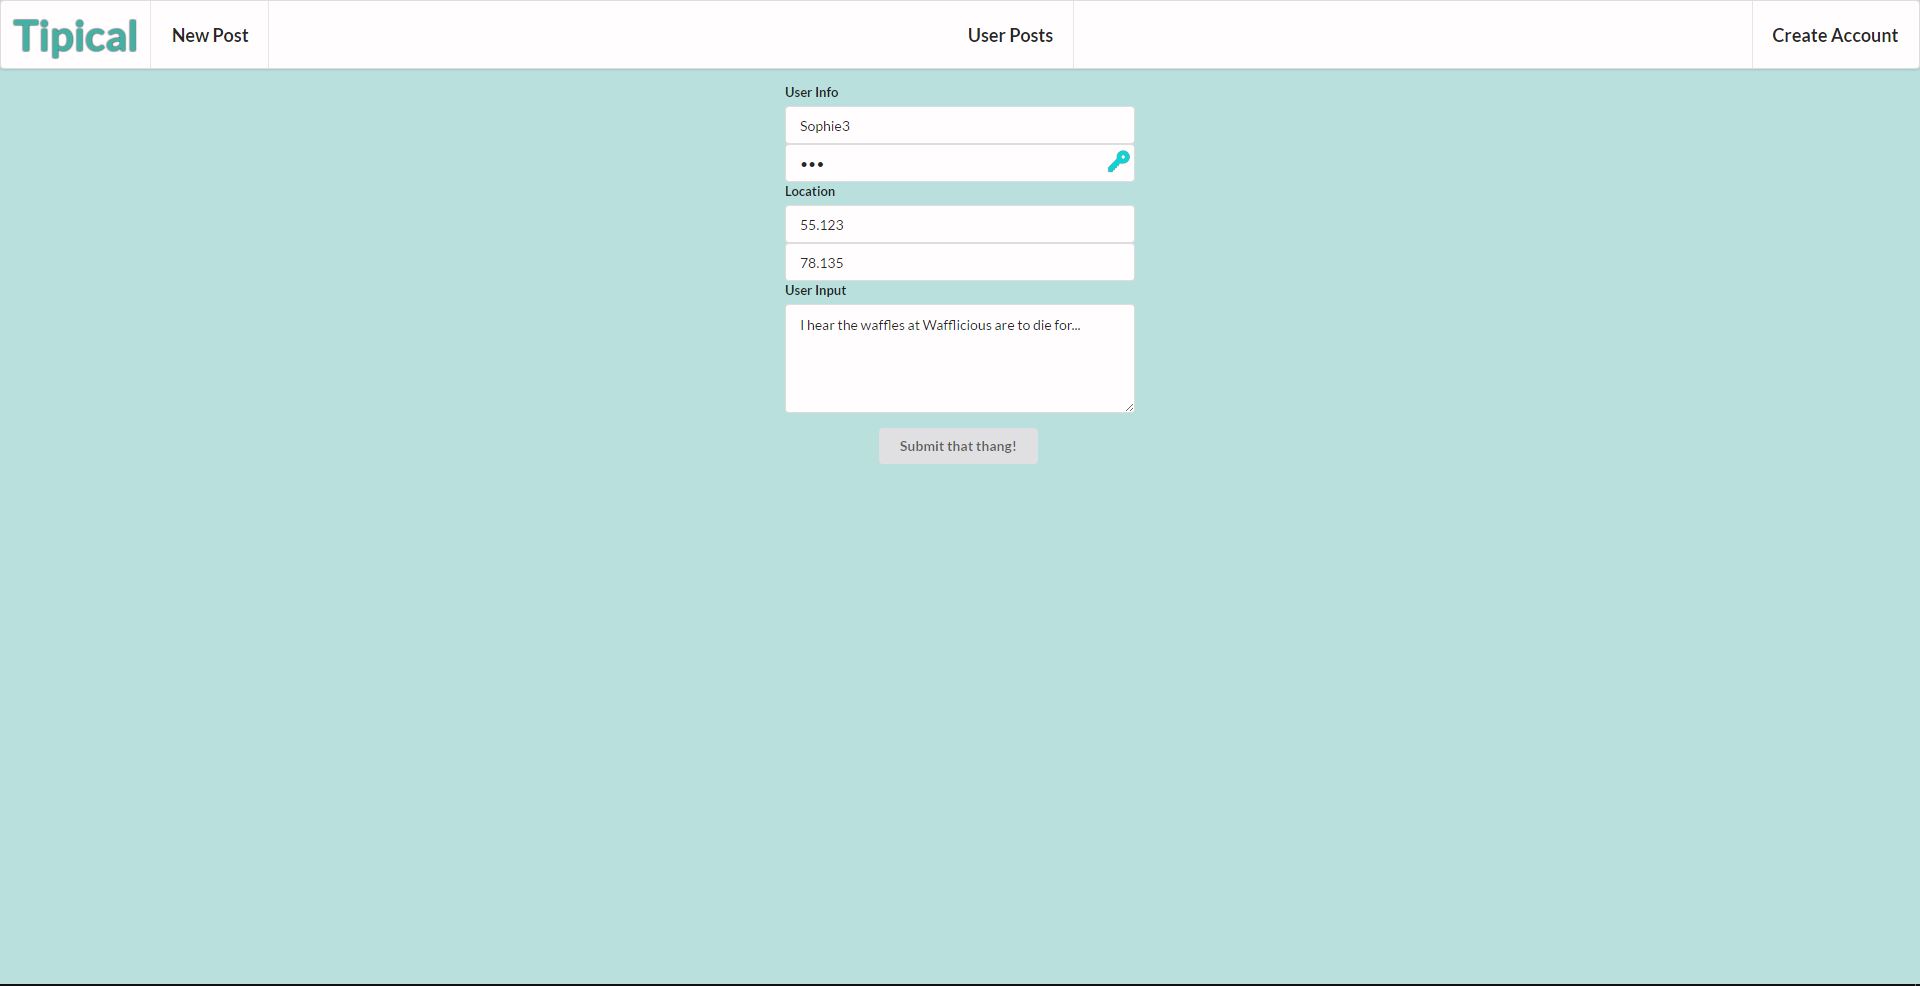 Tipical
New Post
User Posts
Create Account
User Info
Sophie3
•••
Location
55.123
78.135
User Input
I hear the waffles at Wafflicious are to die for...
Submit that thang!